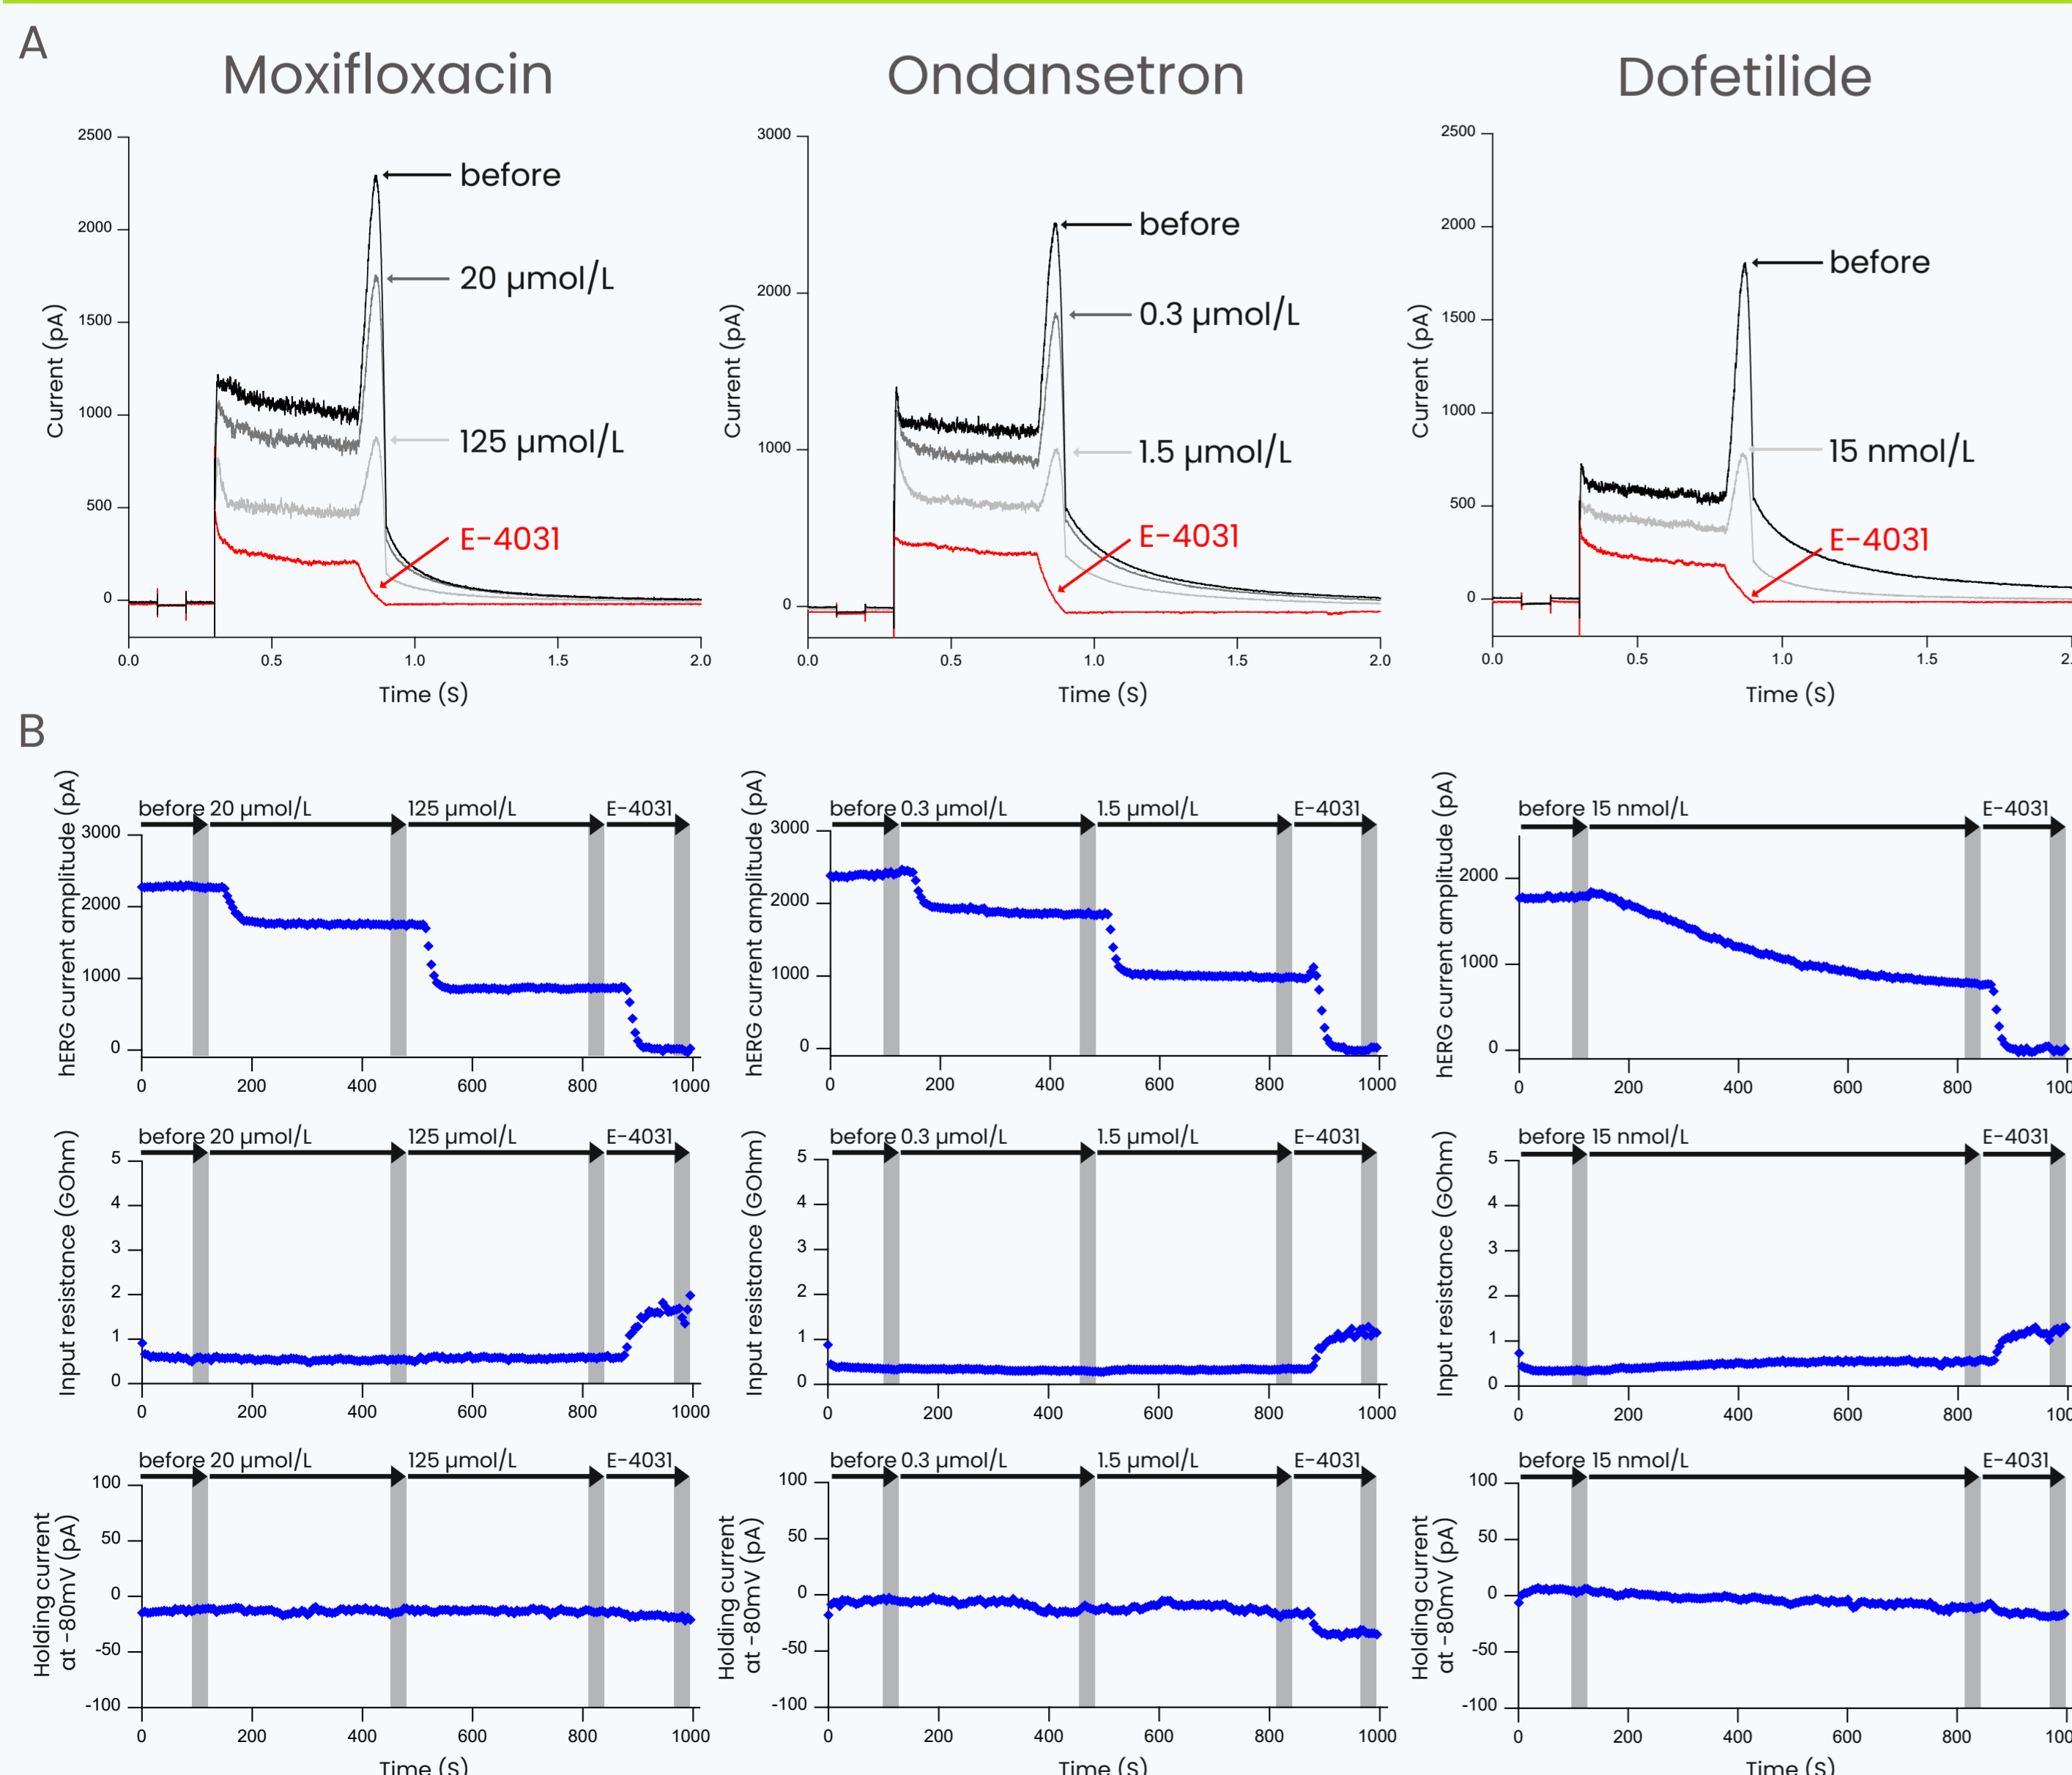 A
Moxifloxacin
Ondansetron
Dofetilide
Current (pA)
2500
2000
1500
1000
500
0
before
20 µmol/L
125 µmol/L
E-4031
0.0 0.5 1.0 1.5 2.0
Time (S)
Current (pA)
3000
2000
1000
0
before
0.3 µmol/L
1.5 µmol/L
E-4031
0.0 0.5 1.0 1.5 2.0
Time (S)
Current (pA)
2500
2000
1500
1000
500
0
before
15 nmol/L
E-4031
0.0 0.5 1.0 1.5 2.
Time (S)
B
hERG current amplitude (pA)
before 20 µmol/L 125 µmol/L E-4031
3000
2000
1000
0
0 200 400 600 800 1000
hERG current amplitude (pA)
before 0.3 µmol/L 1.5 µmol/L E-4031
3000
2000
1000
0
0 200 400 600 800 1000
hERG current amplitude (pA)
before 15 nmol/L E-4031
2000
1000
0
0 200 400 600 800 100
Input resistance (GOhm)
before 20 µmol/L 125 µmol/L E-4031
5
4
3
2
1
0
0 200 400 600 800 1000
Input resistance (GOhm)
before 0.3 µmol/L 1.5 µmol/L E-4031
5
4
3
2
1
0
0 200 400 600 800 1000
Input resistance (GOhm)
before 15 nmol/L E-4031
5
4
3
2
1
0
0 200 400 600 800 100
Holding current
at -80mV (pA)
before 20 µmol/L 125 µmol/L E-4031
100
50
0
-50
-100
0 200 400 600 800 1000
Time (S)
Holding current
at -80mV (pA)
before 0.3 µmol/L 1.5 µmol/L E-4031
100
50
0
-50
-100
0 200 400 600 800 1000
Time (S)
Holding current
at -80mV (pA)
before 15 nmol/L E-4031
100
50
0
-50
-100
0 200 400 600 800 100
Time (S)